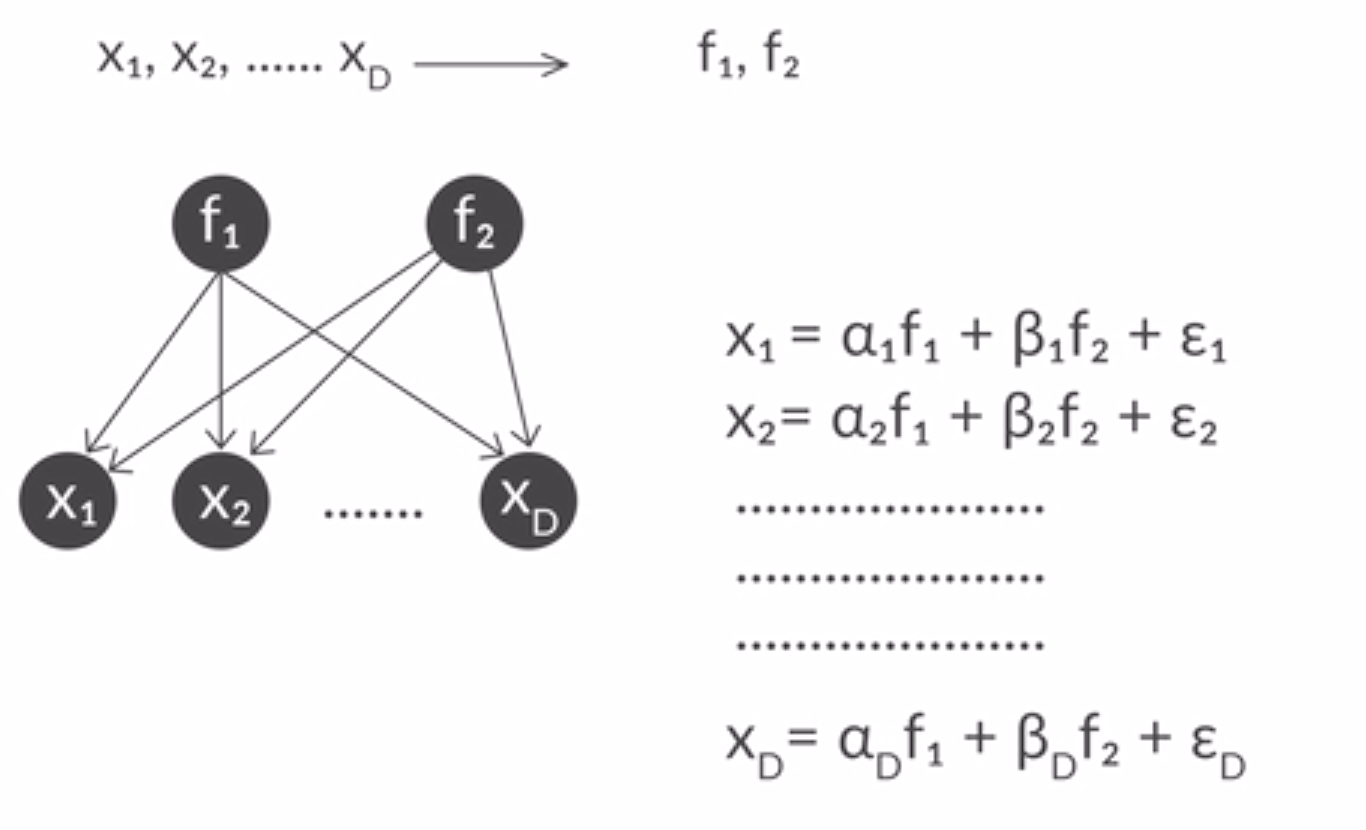 x₁, x₂, ...... x_D → f₁, f₂
f₁ f₂
x₁ x₂ ....... x_D
x₁ = α₁f₁ + β₁f₂ + ε₁
x₂= α₂f₁ + β₂f₂ + ε₂
.....................
.....................
.....................
x_D= α_Df₁ + β_Df₂ + ε_D